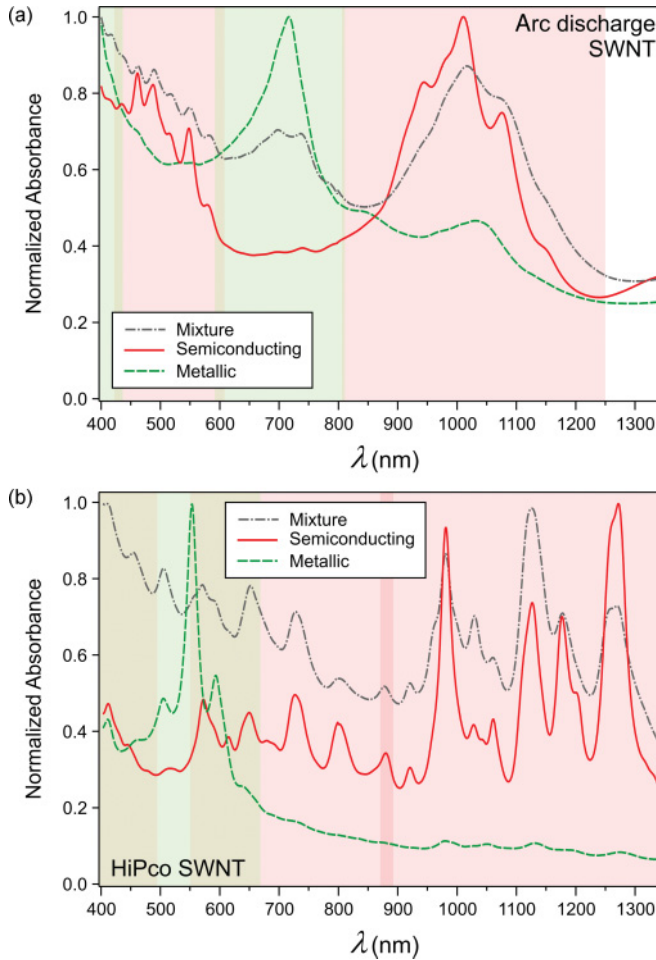 (a)
Arc discharge
SWNT
Normalized Absorbance
1.0
0.8
0.6
0.4
0.2
0.0
Mixture
Semiconducting
Metallic
400 500 600 700 800 900 1000 1100 1200 1300
λ (nm)
(b)
Normalized Absorbance
1.0
0.8
0.6
0.4
0.2
0.0
Mixture
Semiconducting
Metallic
HiPco SWNT
400 500 600 700 800 900 1000 1100 1200 1300
λ (nm)